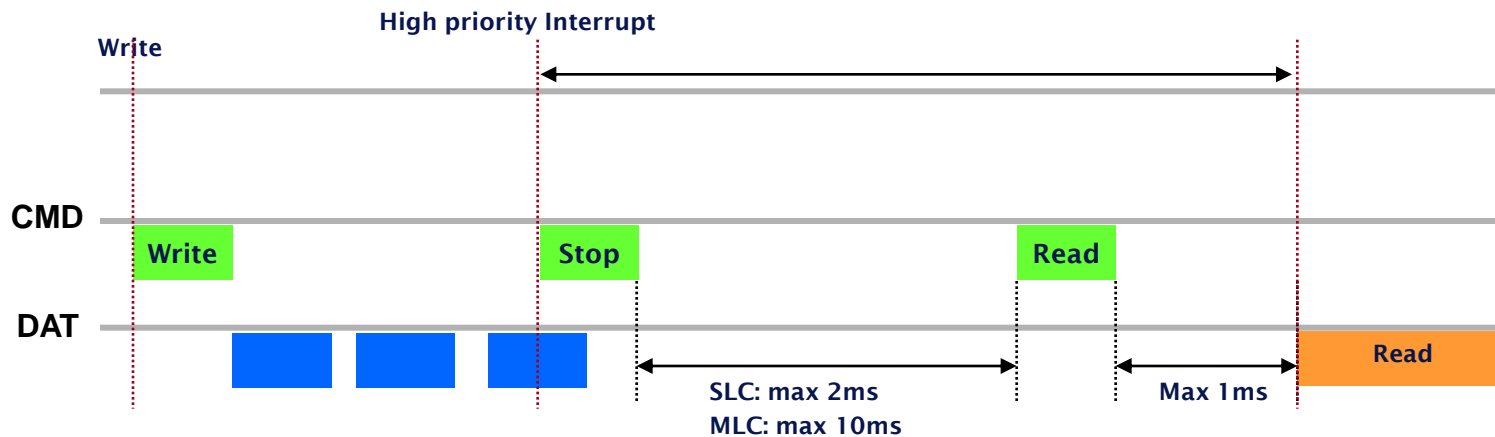 High priority Interrupt
Write
CMD
Write
Stop
Read
DAT
Read
SLC: max 2ms
Max 1ms
MLC: max 10ms